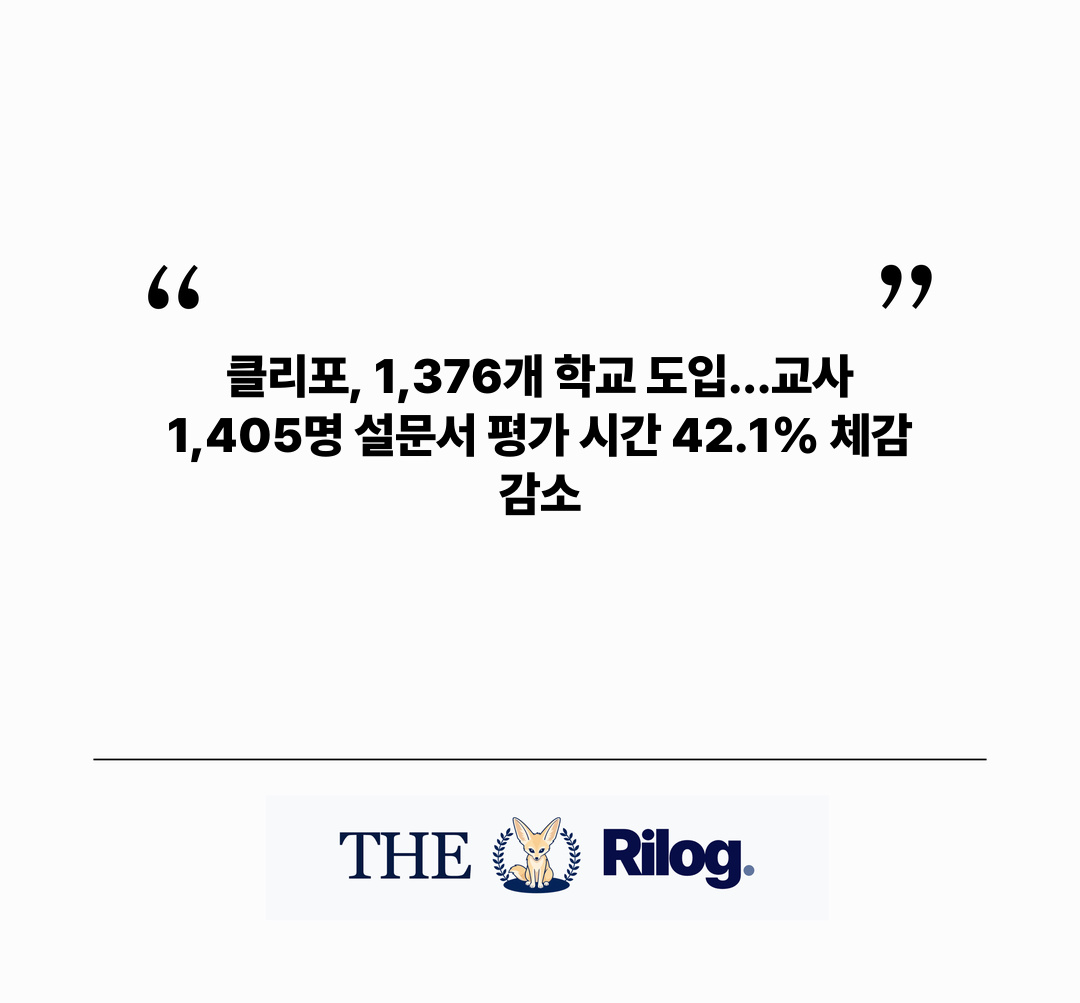 “ ”
클리포, 1,376개 학교 도입...교사
1,405명 설문서 평가 시간 42.1% 체감
감소
THE Rilog.